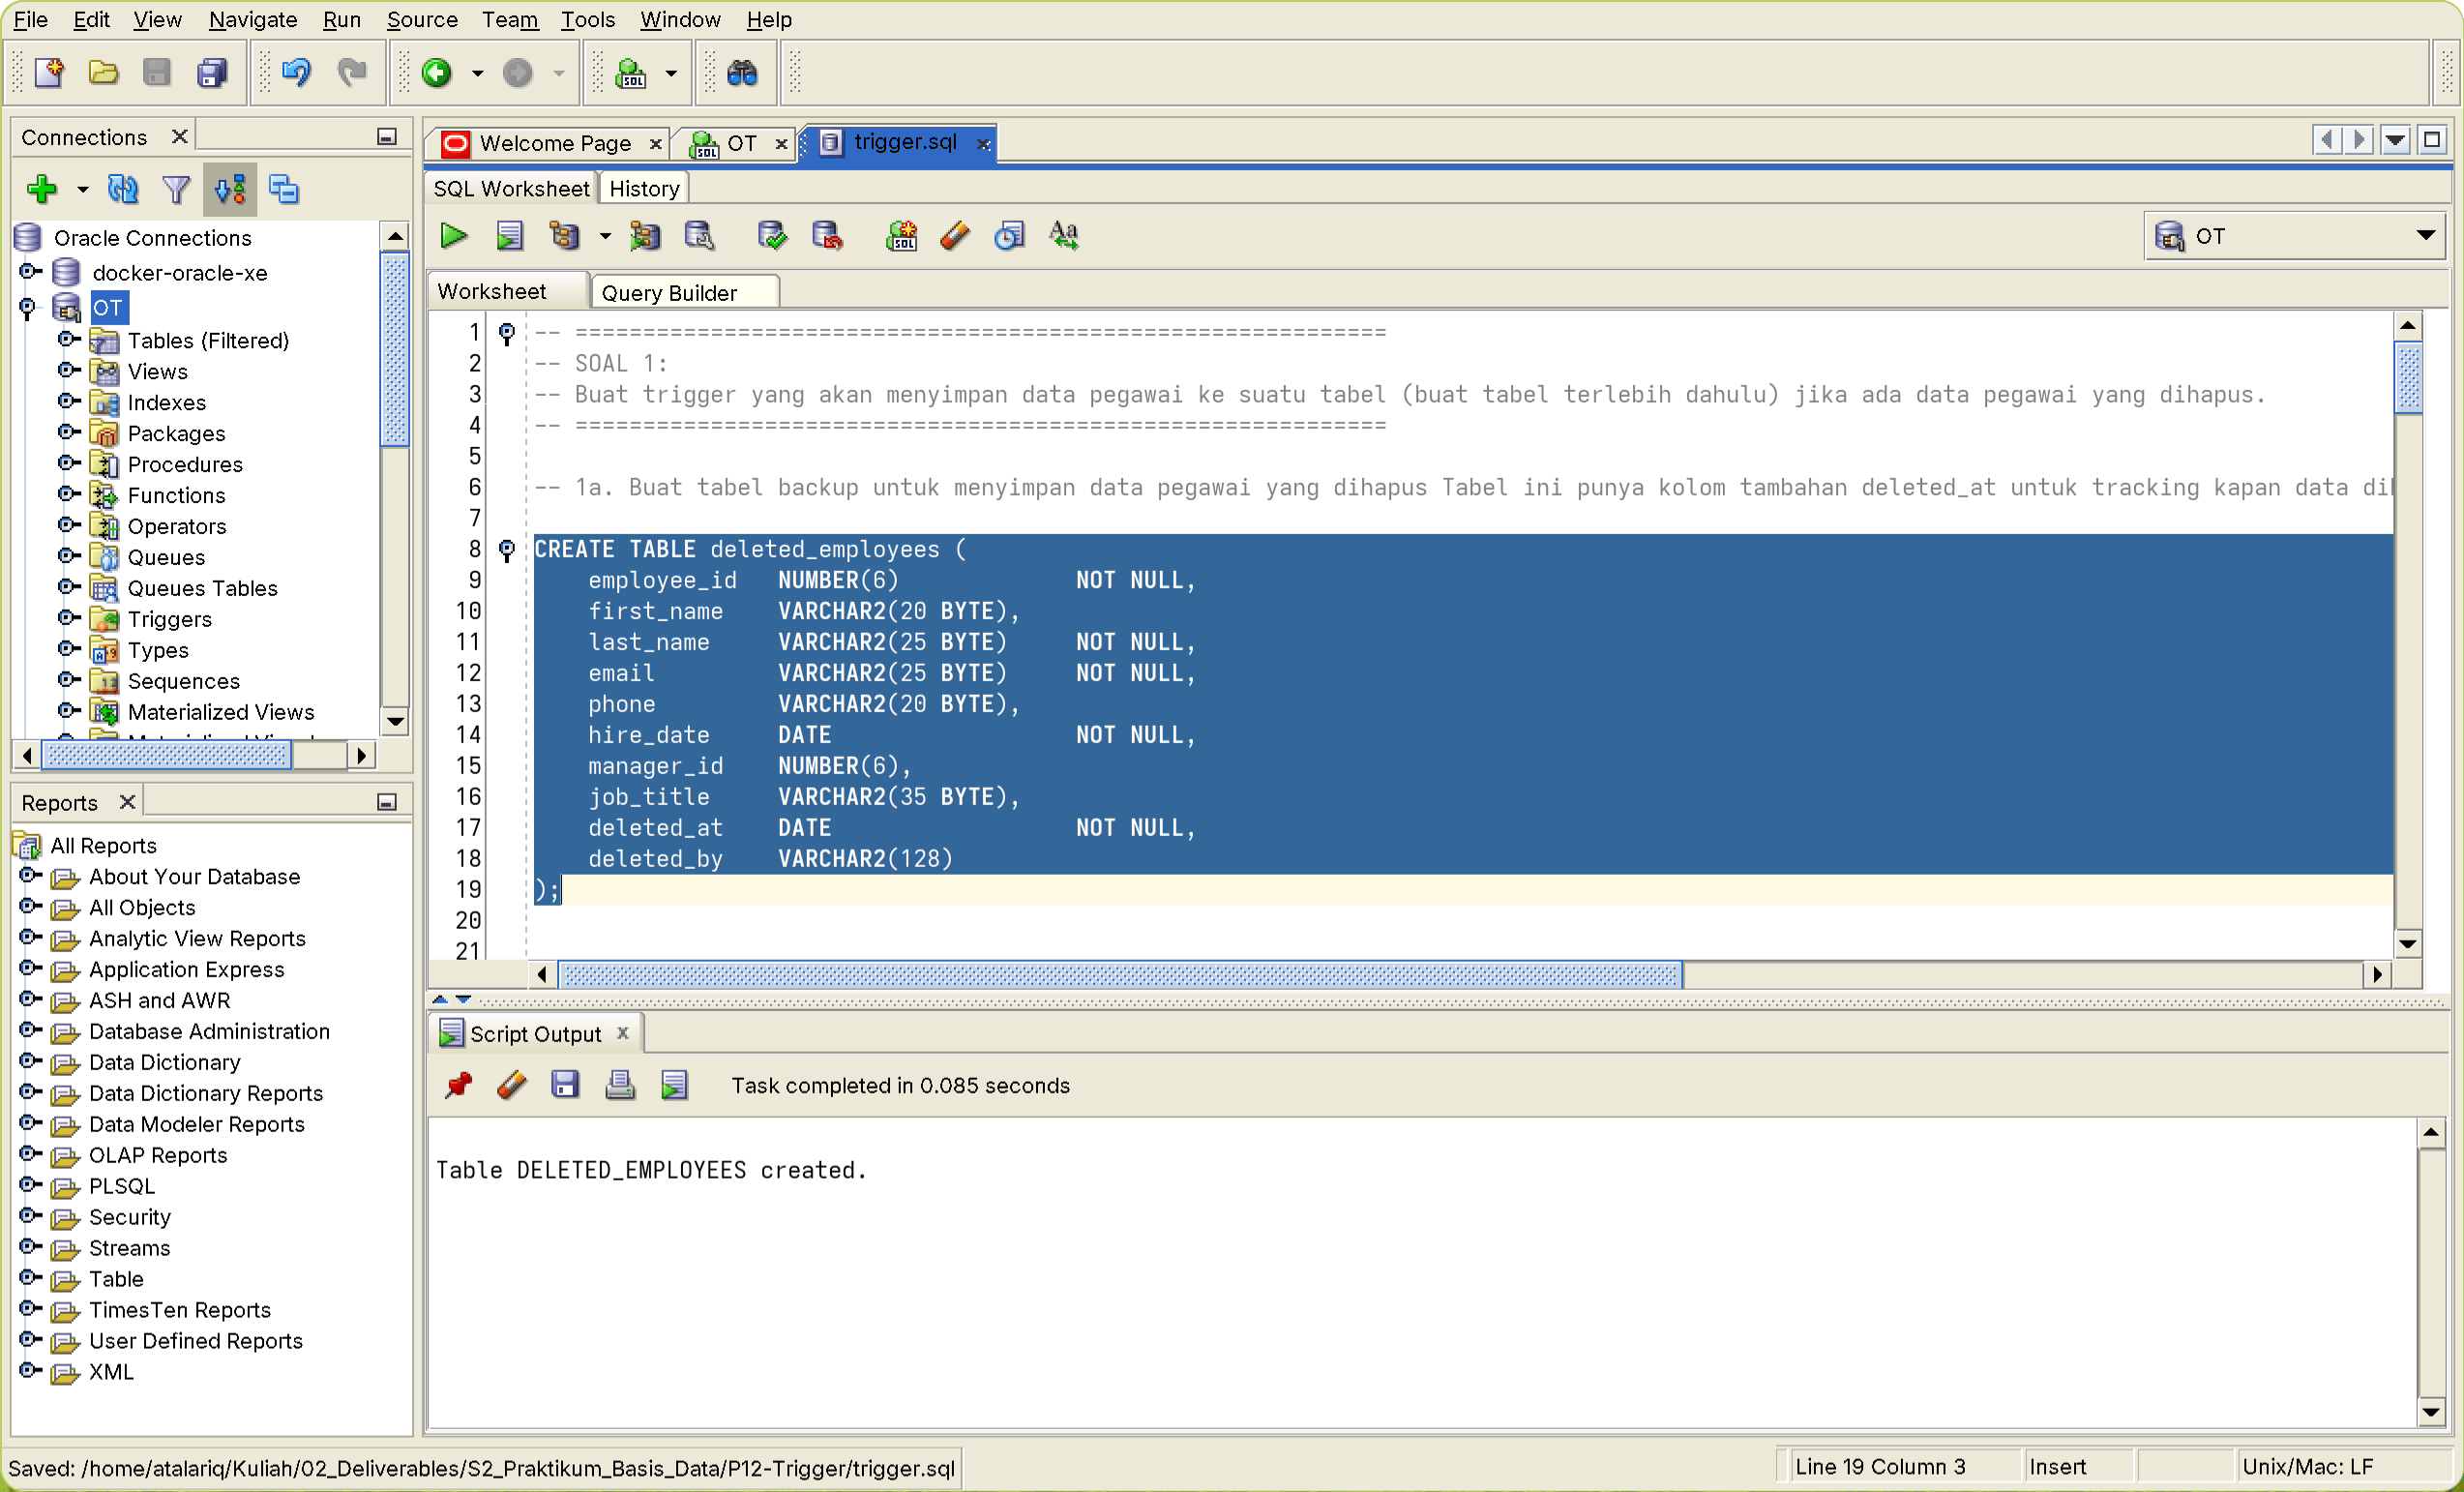 File Edit View Navigate Run Source Team Tools Window Help
Connections
Oracle Connections
docker-oracle-xe
OT
Tables (Filtered)
Views
Indexes
Packages
Procedures
Functions
Operators
Queues
Queues Tables
Triggers
Types
Sequences
Materialized Views
Reports
All Reports
About Your Database
All Objects
Analytic View Reports
Application Express
ASH and AWR
Database Administration
Data Dictionary
Data Dictionary Reports
Data Modeler Reports
OLAP Reports
PLSQL
Security
Streams
Table
TimesTen Reports
User Defined Reports
XML
Welcome Page OT trigger.sql
SQL Worksheet History
OT
Worksheet Query Builder
1 -- ============================================================
2 -- SOAL 1:
3 -- Buat trigger yang akan menyimpan data pegawai ke suatu tabel (buat tabel terlebih dahulu) jika ada data pegawai yang dihapus.
4 -- ============================================================
5
6 -- 1a. Buat tabel backup untuk menyimpan data pegawai yang dihapus Tabel ini punya kolom tambahan deleted_at untuk tracking kapan data
7
8 CREATE TABLE deleted_employees (
9 employee_id NUMBER(6) NOT NULL,
10 first_name VARCHAR2(20 BYTE),
11 last_name VARCHAR2(25 BYTE) NOT NULL,
12 email VARCHAR2(25 BYTE) NOT NULL,
13 phone VARCHAR2(20 BYTE),
14 hire_date DATE NOT NULL,
15 manager_id NUMBER(6),
16 job_title VARCHAR2(35 BYTE),
17 deleted_at DATE NOT NULL,
18 deleted_by VARCHAR2(128)
19 );
20
21
Script Output
Task completed in 0.085 seconds
Table DELETED_EMPLOYEES created.
Saved: /home/atalariq/Kuliah/02_Deliverables/S2_Praktikum_Basis_Data/P12-Trigger/trigger.sql
Line 19 Column 3 Insert Unix/Mac: LF